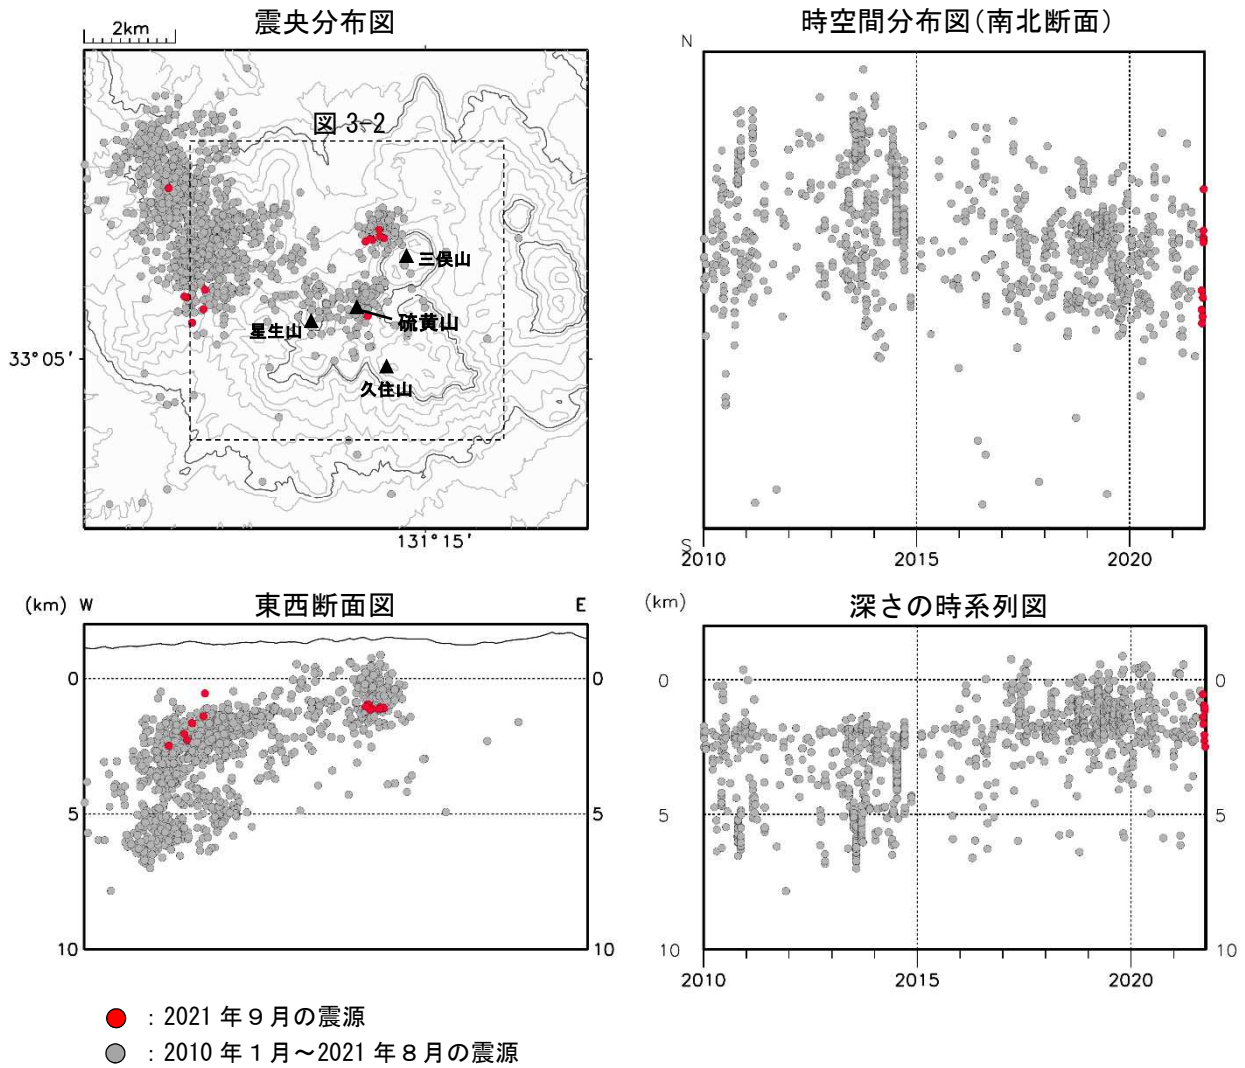 震央分布図
2km
図 3-2
三俣山
硫黄山
星生山
久住山
33°05′
131°15′
時空間分布図(南北断面)
N
S
2010
2015
2020
東西断面図
(km) W
E
0
0
5
5
10
10
深さの時系列図
(km)
0
0
5
5
10
10
2010
2015
2020
:2021 年9月の震源
:2010 年1月~2021 年8月の震源